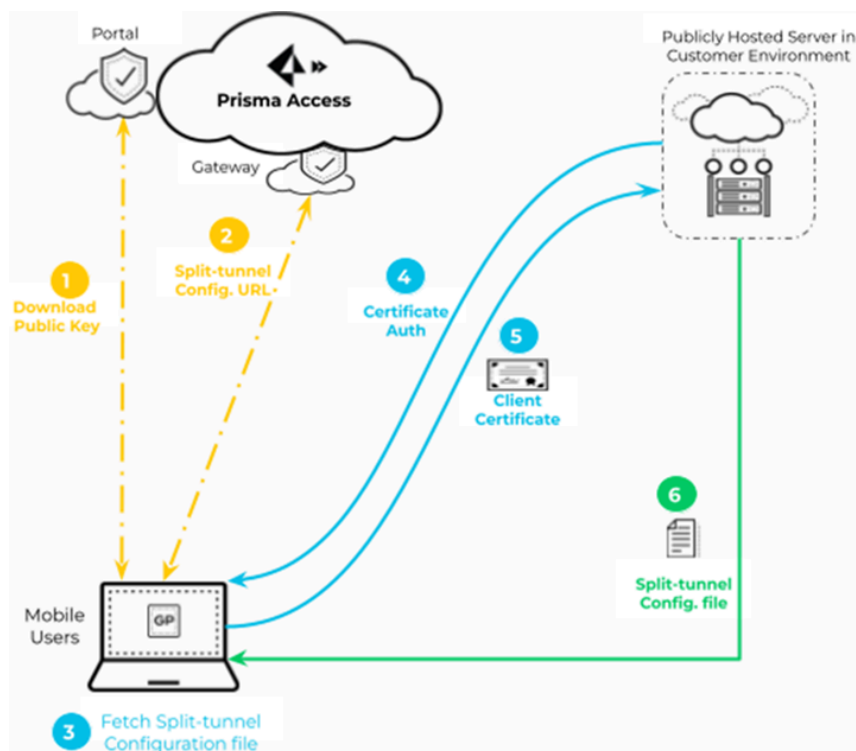 Portal
Publicly Hosted Server in
Customer Environment
Prisma Access
Gateway
2
Split-tunnel
Config. URL
1
Download
Public Key
4
Certificate
Auth
5
Client
Certificate
6
Split-tunnel
Config. file
Mobile
Users
GP
3
Fetch Split-tunnel
Configuration file